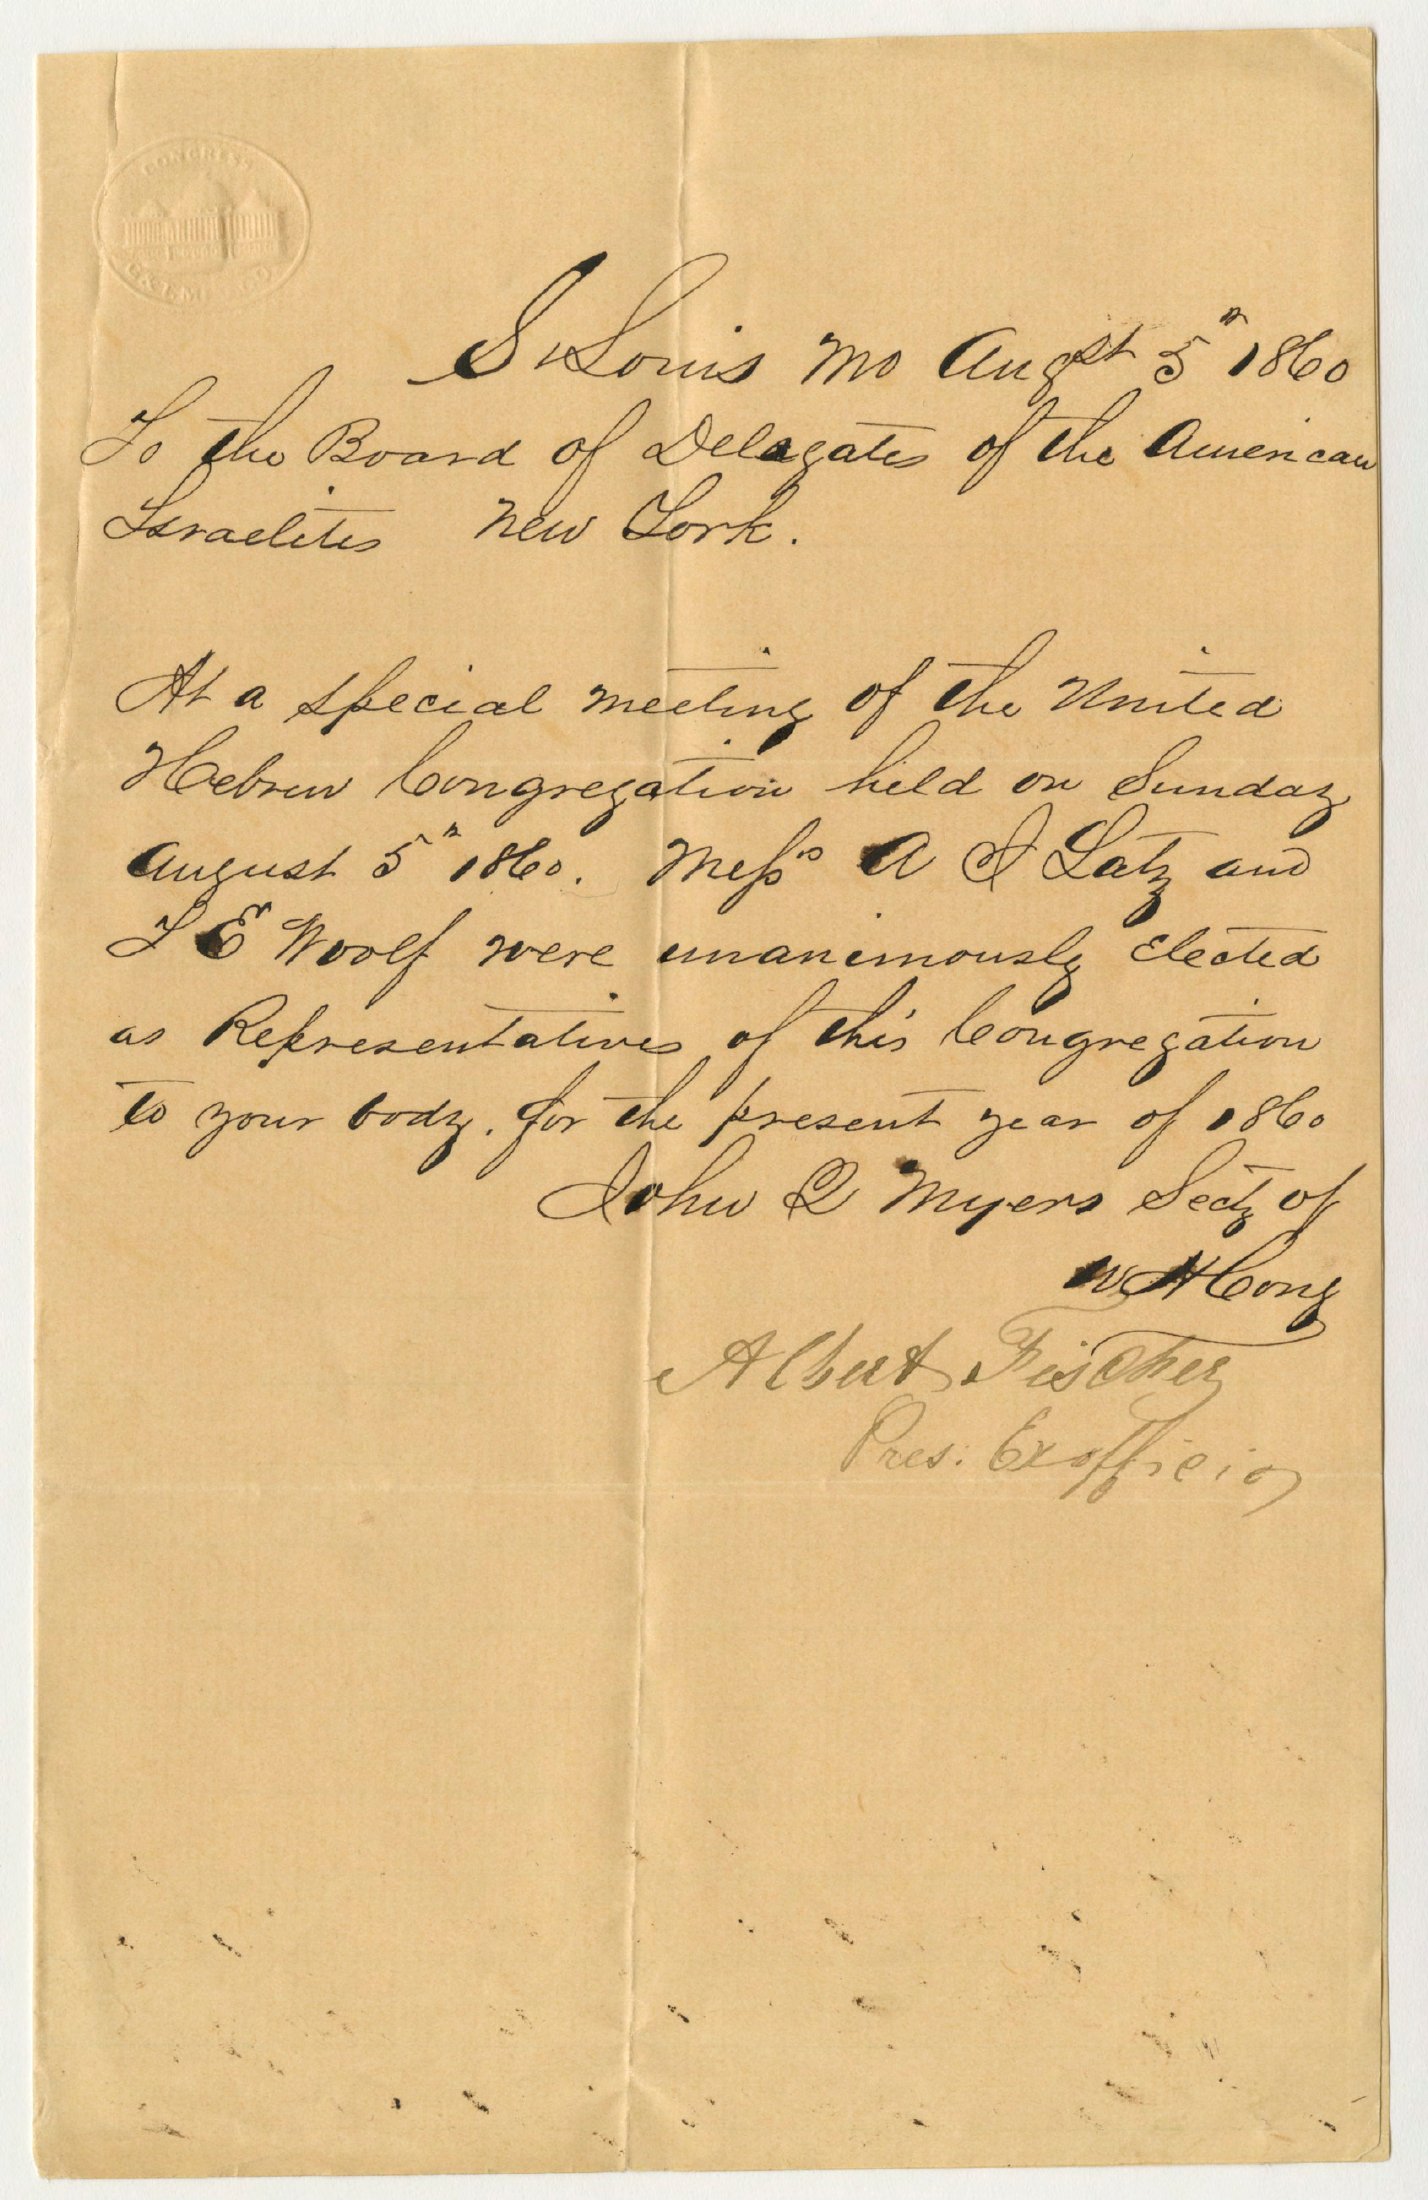 CONGRESS
St Louis Mo Augst 5th 1860
To the Board of Delagates of the American
Israelites New York.
At a special meeting of the United
Hebrew Congregation held on Sunday
August 5th 1860. Messrs A J Latz and
S E Woolf were unanimously Elected
as Representatives of this Congregation
to your body. for the present year of 1860
John Q Myers Secty of
U H Cong
Albert Fischer
Pres. Exofficio